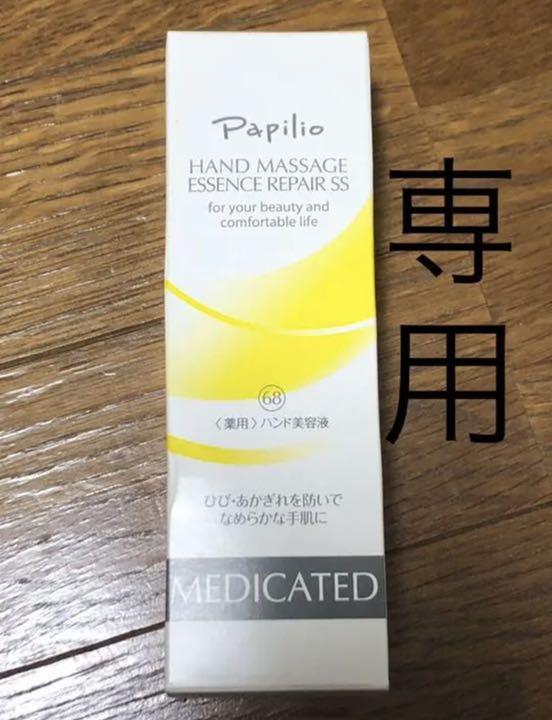 Papilio
HAND MASSAGE
ESSENCE REPAIR SS
for your beauty and
comfortable life
68
〈薬用〉ハンド美容液
ひび・あかぎれを防いで
なめらかな手肌に
MEDICATED
専用